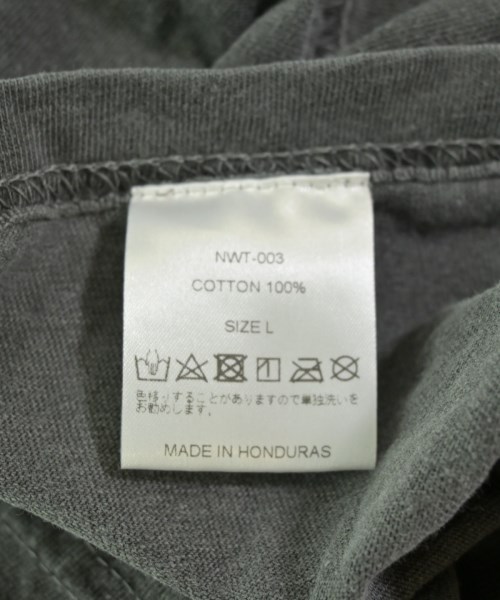 NWT-003
COTTON 100%
SIZE L
色移りすることがありますので単独洗いを
お勧めします。
MADE IN HONDURAS